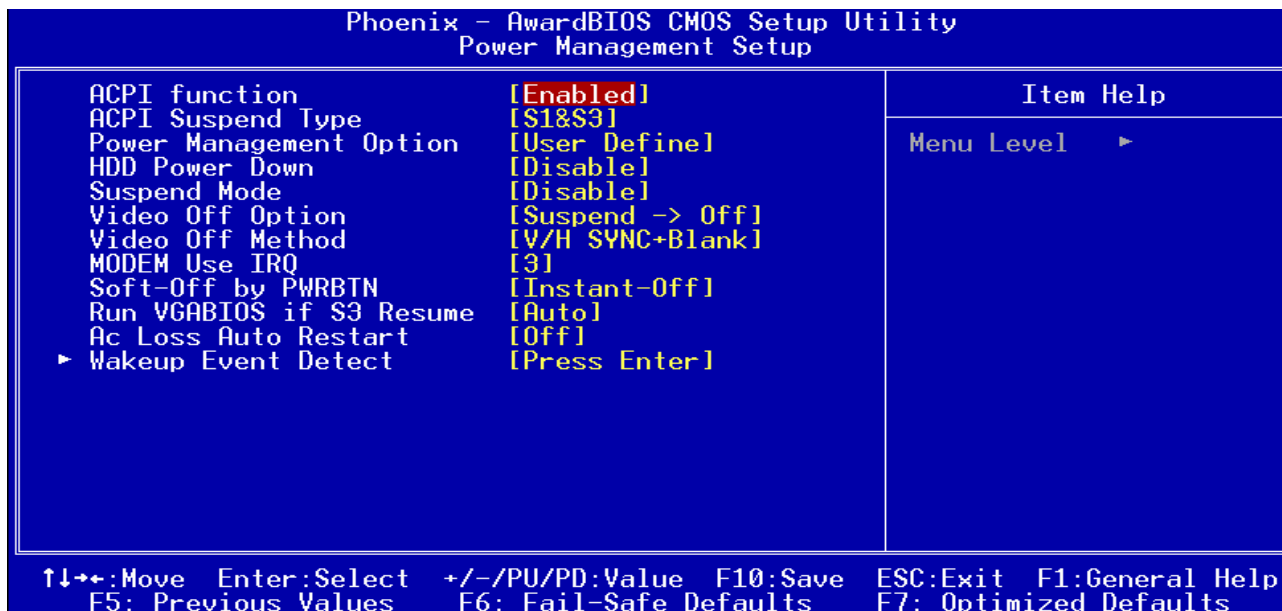 Phoenix - AwardBIOS CMOS Setup Utility
Power Management Setup
ACPI function [Enabled]
ACPI Suspend Type [S1&S3]
Power Management Option [User Define]
HDD Power Down [Disable]
Suspend Mode [Disable]
Video Off Option [Suspend -> Off]
Video Off Method [V/H SYNC+Blank]
MODEM Use IRQ [3]
Soft-Off by PWRBTN [Instant-Off]
Run VGABIOS if S3 Resume [Auto]
Ac Loss Auto Restart [Off]
► Wakeup Event Detect [Press Enter]
Item Help
Menu Level ►
↑↓→←:Move Enter:Select +/-/PU/PD:Value F10:Save ESC:Exit F1:General Help
F5: Previous Values F6: Fail-Safe Defaults F7: Optimized Defaults